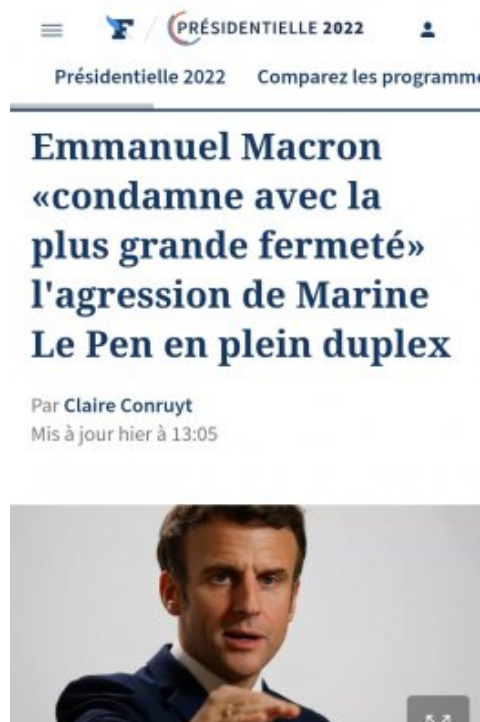 PRÉSIDENTIELLE 2022
Présidentielle 2022 Comparez les programme
Emmanuel Macron
«condamne avec la
plus grande fermeté»
l'agression de Marine
Le Pen en plein duplex
Par Claire Conruyt
Mis à jour hier à 13:05